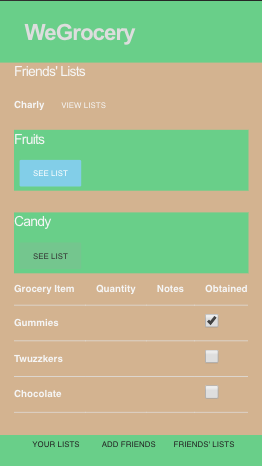 WeGrocery
Friends' Lists
Charly VIEW LISTS
Fruits
SEE LIST
Candy
SEE LIST
Grocery Item Quantity Notes Obtained
Gummies
Twuzzkers
Chocolate
YOUR LISTS ADD FRIENDS FRIENDS' LISTS